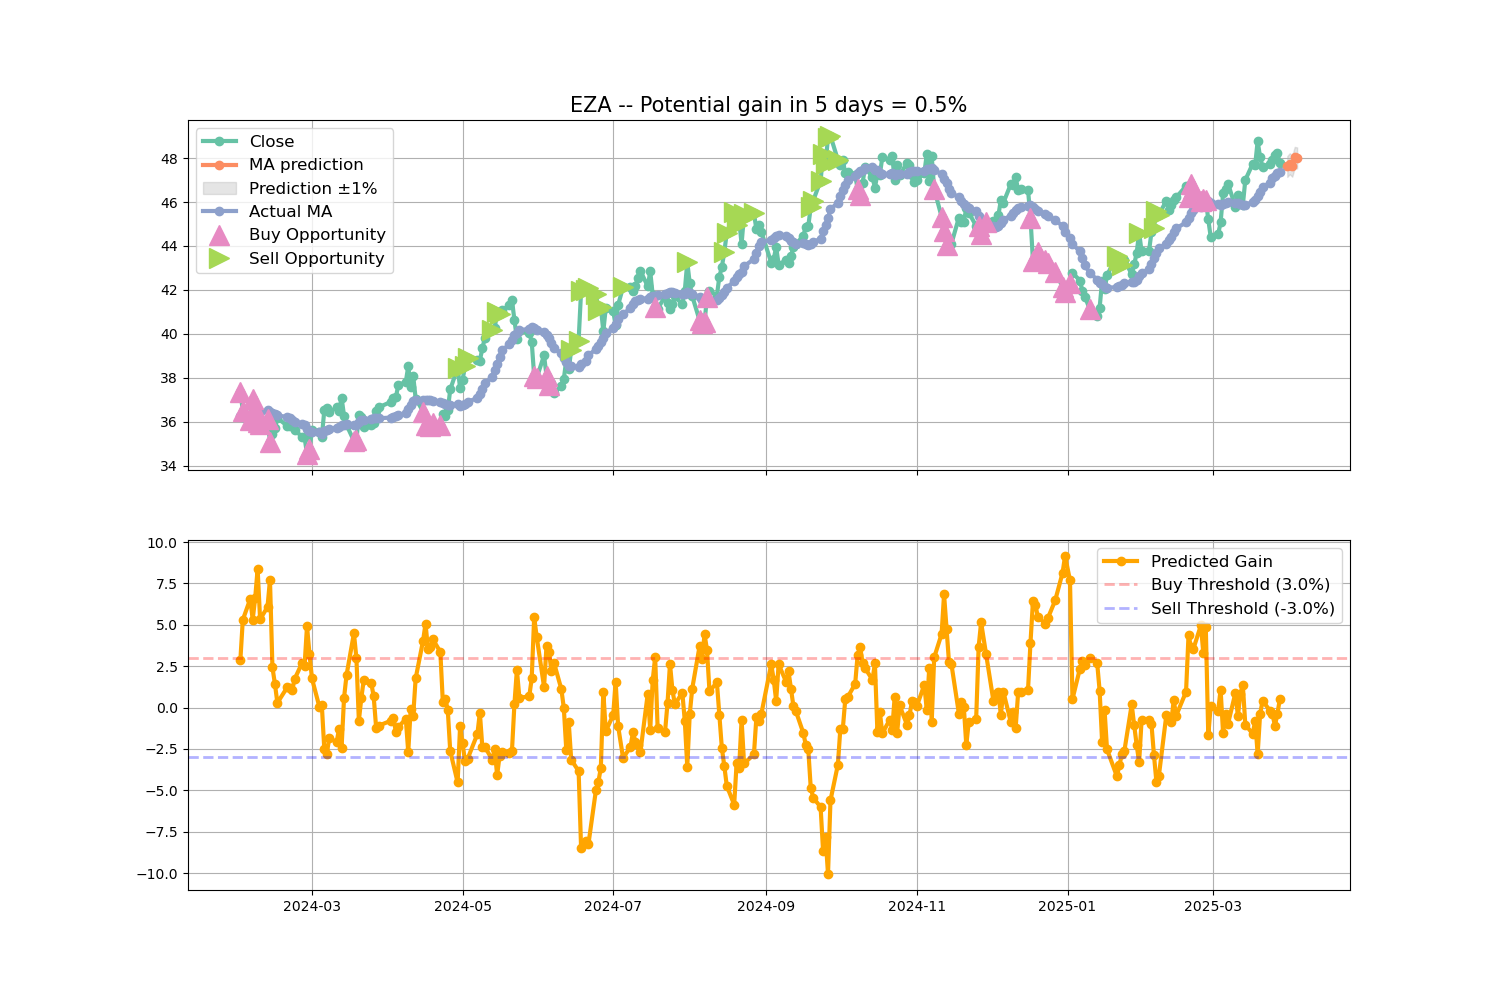 EZA -- Potential gain in 5 days = 0.5%
Close
MA prediction
Prediction ±1%
Actual MA
Buy Opportunity
Sell Opportunity
48
46
44
42
40
38
36
34
10.0
7.5
5.0
2.5
0.0
−2.5
−5.0
−7.5
−10.0
Predicted Gain
Buy Threshold (3.0%)
Sell Threshold (-3.0%)
2024-03
2024-05
2024-07
2024-09
2024-11
2025-01
2025-03